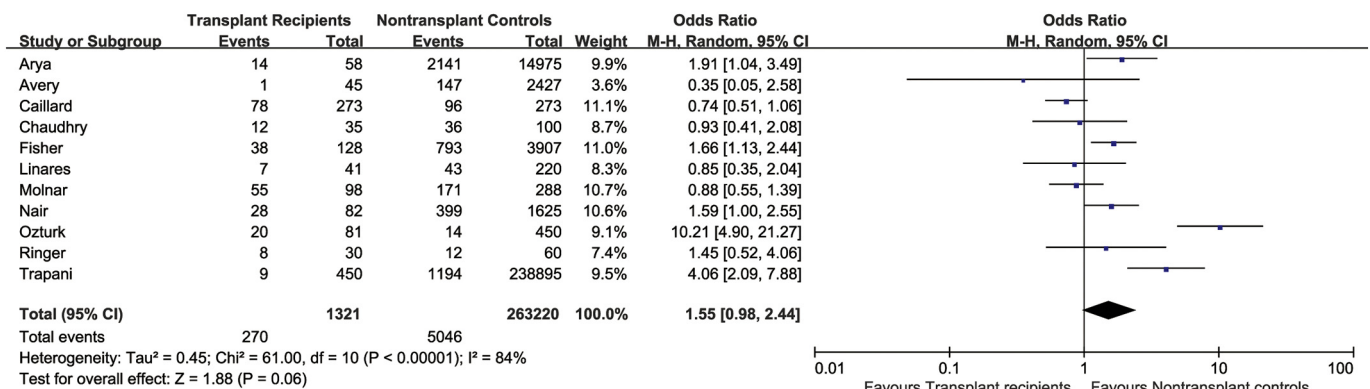 Transplant Recipients Nontransplant Controls Odds Ratio Odds Ratio
Study or Subgroup Events Total Events Total Weight M-H, Random, 95% CI M-H, Random, 95% CI
Arya 14 58 2141 14975 9.9% 1.91 [1.04, 3.49]
Avery 1 45 147 2427 3.6% 0.35 [0.05, 2.58]
Caillard 78 273 96 273 11.1% 0.74 [0.51, 1.06]
Chaudhry 12 35 36 100 8.7% 0.93 [0.41, 2.08]
Fisher 38 128 793 3907 11.0% 1.66 [1.13, 2.44]
Linares 7 41 43 220 8.3% 0.85 [0.35, 2.04]
Molnar 55 98 171 288 10.7% 0.88 [0.55, 1.39]
Nair 28 82 399 1625 10.6% 1.59 [1.00, 2.55]
Ozturk 20 81 14 450 9.1% 10.21 [4.90, 21.27]
Ringer 8 30 12 60 7.4% 1.45 [0.52, 4.06]
Trapani 9 450 1194 238895 9.5% 4.06 [2.09, 7.88]
Total (95% CI) 1321 263220 100.0% 1.55 [0.98, 2.44]
Total events 270 5046
Heterogeneity: Tau² = 0.45; Chi² = 61.00, df = 10 (P < 0.00001); I² = 84%
Test for overall effect: Z = 1.88 (P = 0.06)
0.01 0.1 1 10 100
Favours Transplant recipients Favours Nontransplant controls